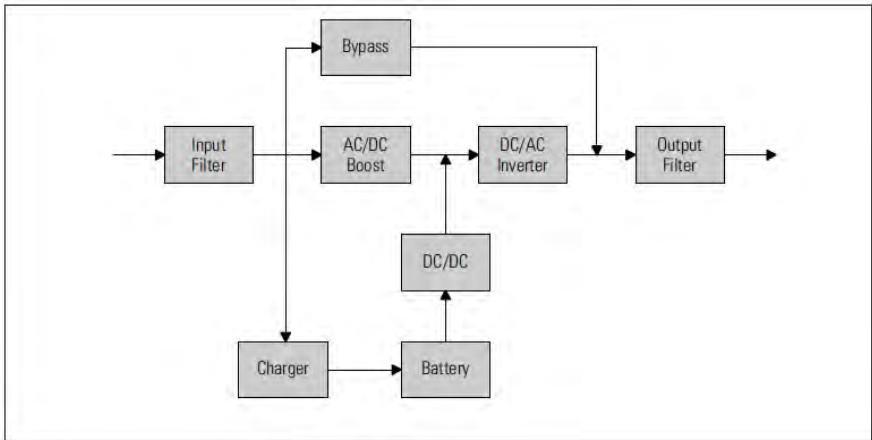 Bypass
Input
Filter
AC/DC
Boost
DC/AC
Inverter
Output
Filter
DC/DC
Charger
Battery